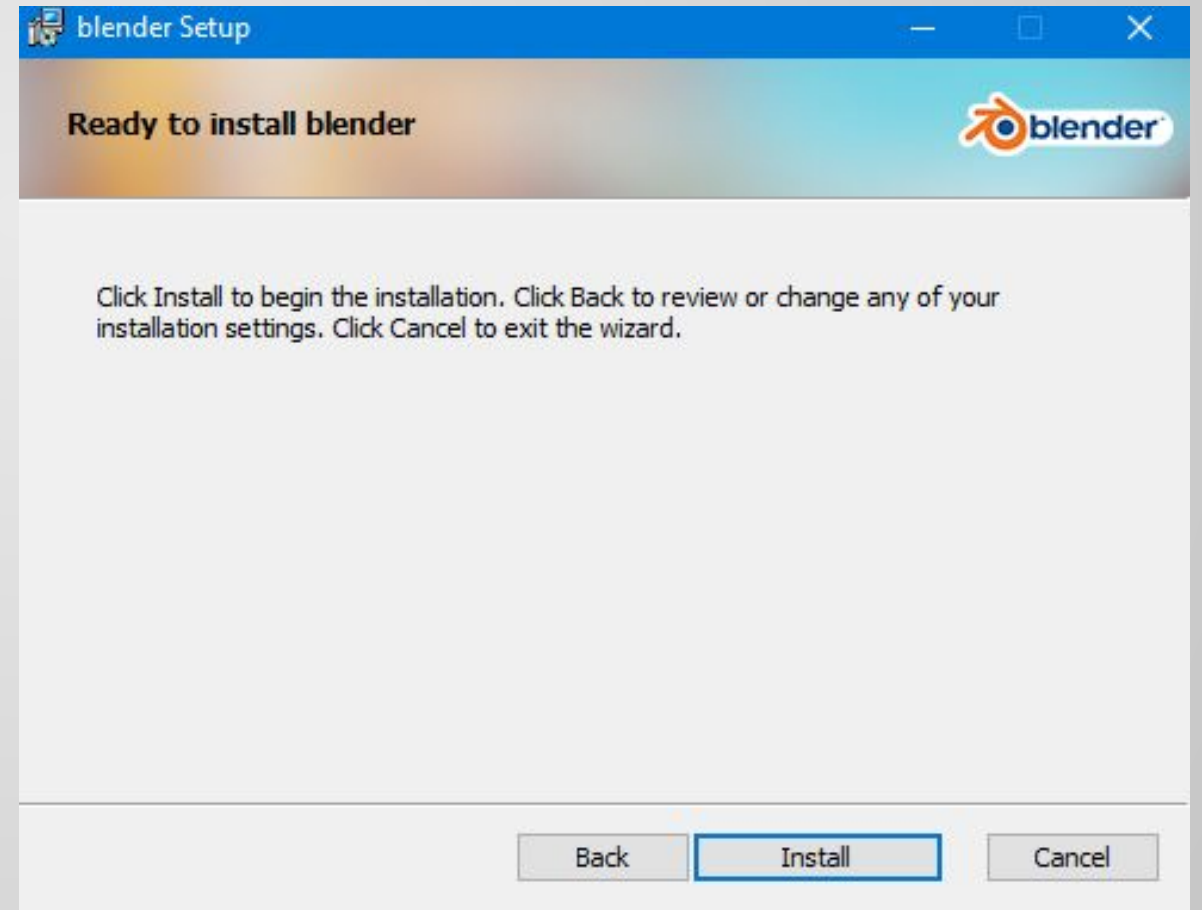 blender Setup
Ready to install blender
blender
Click Install to begin the installation. Click Back to review or change any of your
installation settings. Click Cancel to exit the wizard.
Back
Install
Cancel